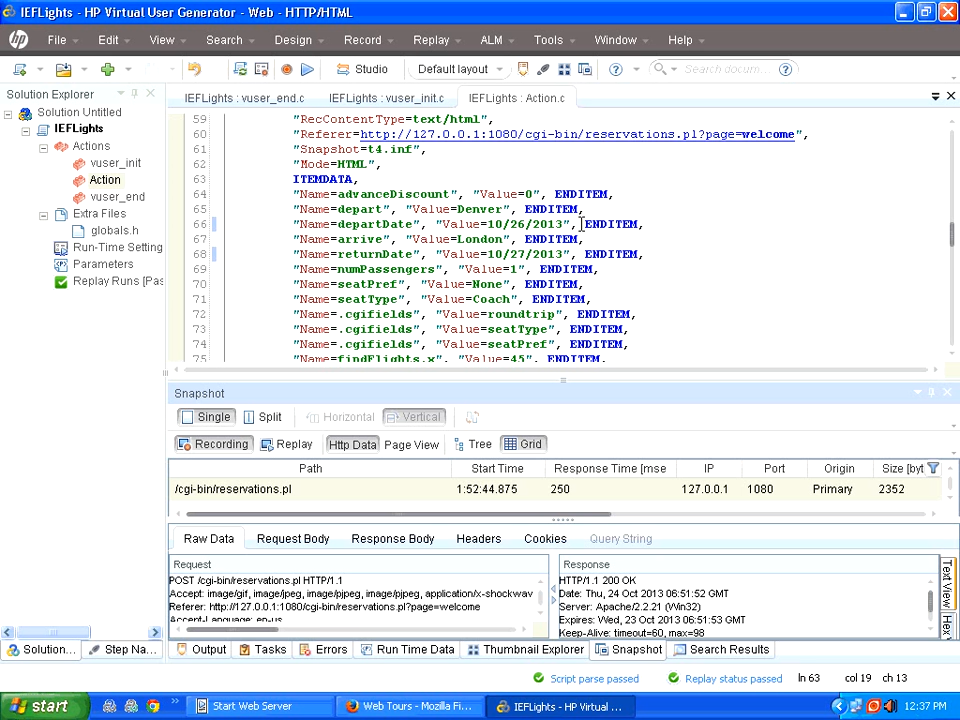 IEFLights - HP Virtual User Generator - Web - HTTP/HTML
hp File Edit View Search Design Record Replay ALM Tools Window Help
Studio Default layout Search docum...
Solution Explorer
Solution Untitled
IEFLights
Actions
vuser_init
Action
vuser_end
Extra Files
globals.h
Run-Time Setting
Parameters
Replay Runs [Pas
IEFLights : vuser_end.c IEFLights : vuser_init.c IEFLights : Action.c
59 "RecContentType=text/html",
60 "Referer=http://127.0.0.1:1080/cgi-bin/reservations.pl?page=welcome",
61 "Snapshot=t4.inf",
62 "Mode=HTML",
63 ITEMDATA,
64 "Name=advanceDiscount", "Value=0", ENDITEM,
65 "Name=depart", "Value=Denver", ENDITEM,
66 "Name=departDate", "Value=10/26/2013", ENDITEM,
67 "Name=arrive", "Value=London", ENDITEM,
68 "Name=returnDate", "Value=10/27/2013", ENDITEM,
69 "Name=numPassengers", "Value=1", ENDITEM,
70 "Name=seatPref", "Value=None", ENDITEM,
71 "Name=seatType", "Value=Coach", ENDITEM,
72 "Name=.cgifields", "Value=roundtrip", ENDITEM,
73 "Name=.cgifields", "Value=seatType", ENDITEM,
74 "Name=.cgifields", "Value=seatPref", ENDITEM,
75 "Name=findFlights.x", "Value=45", ENDITEM,
Snapshot
Single Split Horizontal Vertical
Recording Replay Http Data Page View Tree Grid
Path Start Time Response Time [mse IP Port Origin Size [byt
/cgi-bin/reservations.pl 1:52:44.875 250 127.0.0.1 1080 Primary 2352
Raw Data Request Body Response Body Headers Cookies Query String
Request
POST /cgi-bin/reservations.pl HTTP/1.1
Accept: image/gif, image/jpeg, image/pjpeg, image/pjpeg, application/x-shockwav
Referer: http://127.0.0.1:1080/cgi-bin/reservations.pl?page=welcome
Accept-Language: en-us
Response
HTTP/1.1 200 OK
Date: Thu, 24 Oct 2013 06:51:52 GMT
Server: Apache/2.2.21 (Win32)
Expires: Wed, 23 Oct 2013 06:51:53 GMT
Keep-Alive: timeout=60, max=98
Text View
Hex
Solution... Step Na... Output Tasks Errors Run Time Data Thumbnail Explorer Snapshot Search Results
Script parse passed Replay status passed ln 63 col 19 ch 13
start Start Web Server Web Tours - Mozilla Fi... IEFLights - HP Virtual ... 12:37 PM